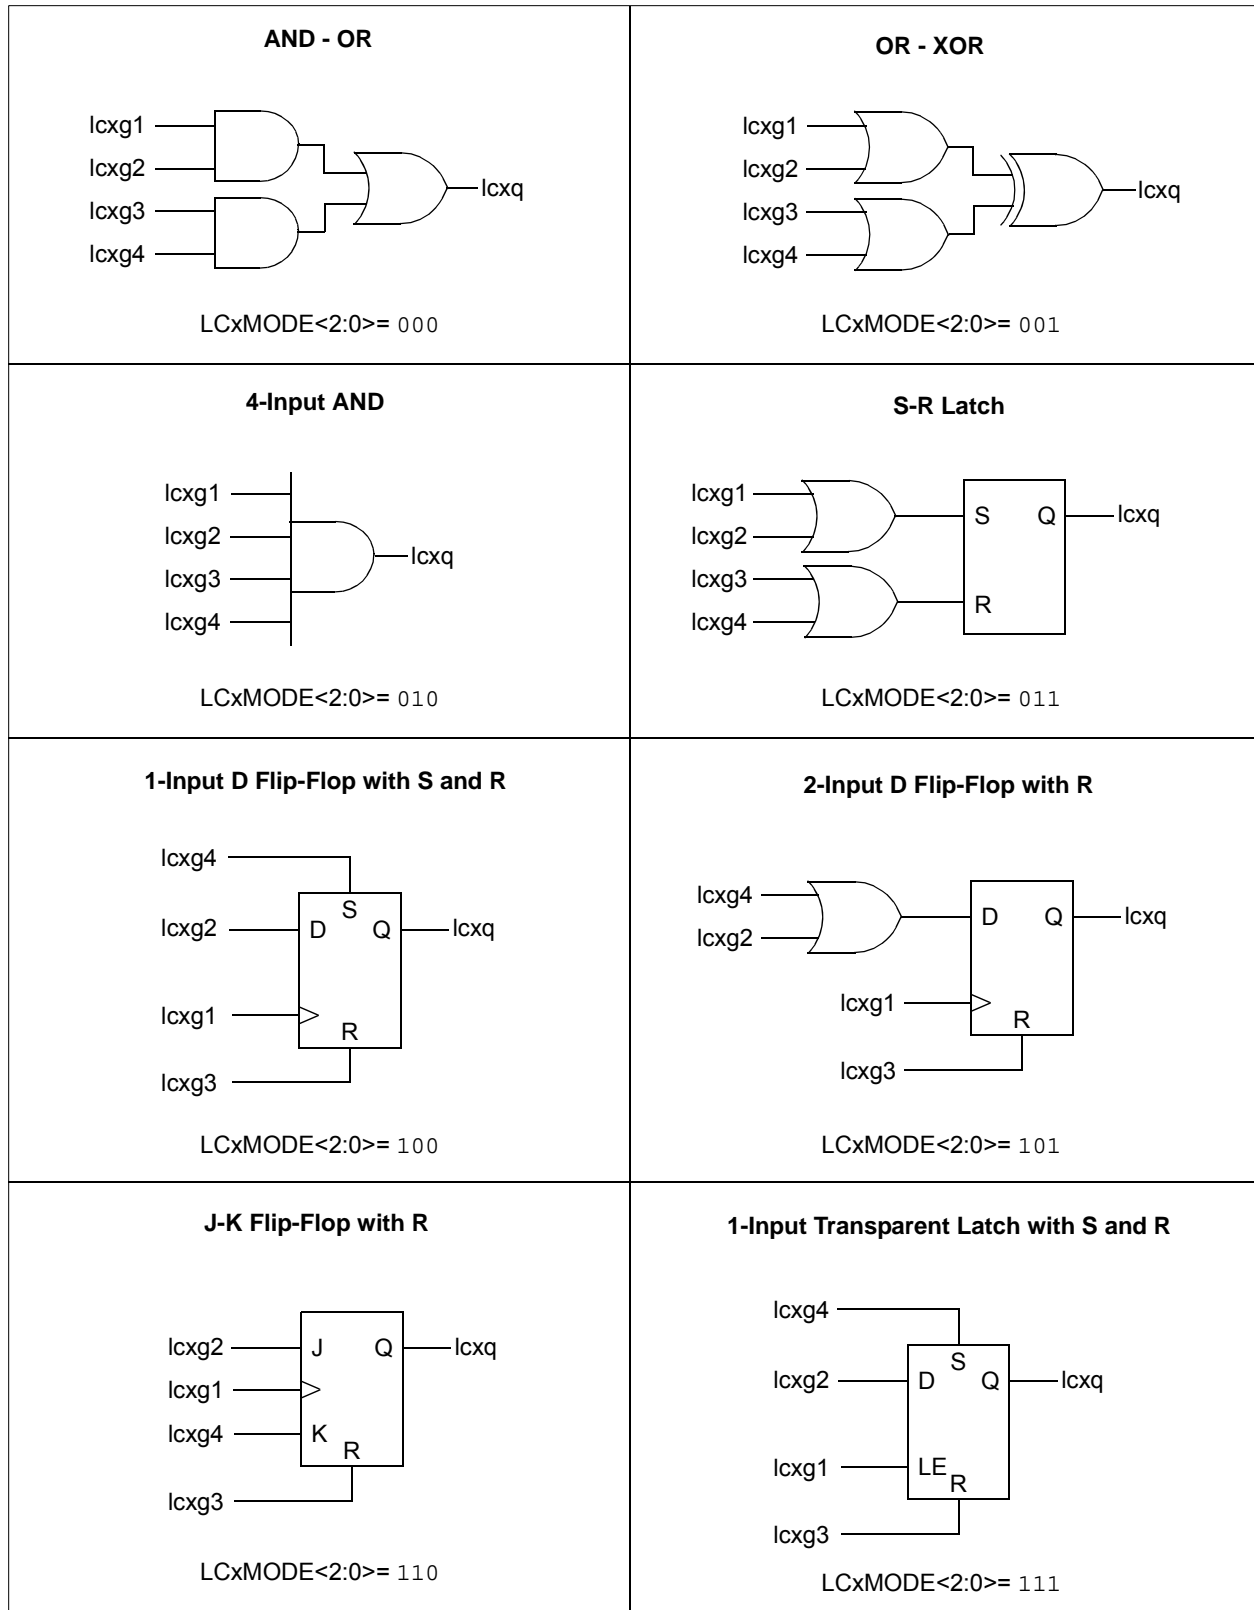 AND - OR
lcxg1
lcxg2
lcxg3
lcxg4
lcxq
LCxMODE<2:0>= 000
OR - XOR
lcxg1
lcxg2
lcxg3
lcxg4
lcxq
LCxMODE<2:0>= 001
4-Input AND
lcxg1
lcxg2
lcxg3
lcxg4
lcxq
LCxMODE<2:0>= 010
S-R Latch
lcxg1
lcxg2
lcxg3
lcxg4
S
Q
R
lcxq
LCxMODE<2:0>= 011
1-Input D Flip-Flop with S and R
lcxg4
S
lcxg2
D
Q
lcxq
lcxg1
R
lcxg3
LCxMODE<2:0>= 100
2-Input D Flip-Flop with R
lcxg4
lcxg2
D
Q
lcxq
lcxg1
R
lcxg3
LCxMODE<2:0>= 101
J-K Flip-Flop with R
lcxg2
J
Q
lcxq
lcxg1
lcxg4
K
R
lcxg3
LCxMODE<2:0>= 110
1-Input Transparent Latch with S and R
lcxg4
S
lcxg2
D
Q
lcxq
lcxg1
LE
R
lcxg3
LCxMODE<2:0>= 111